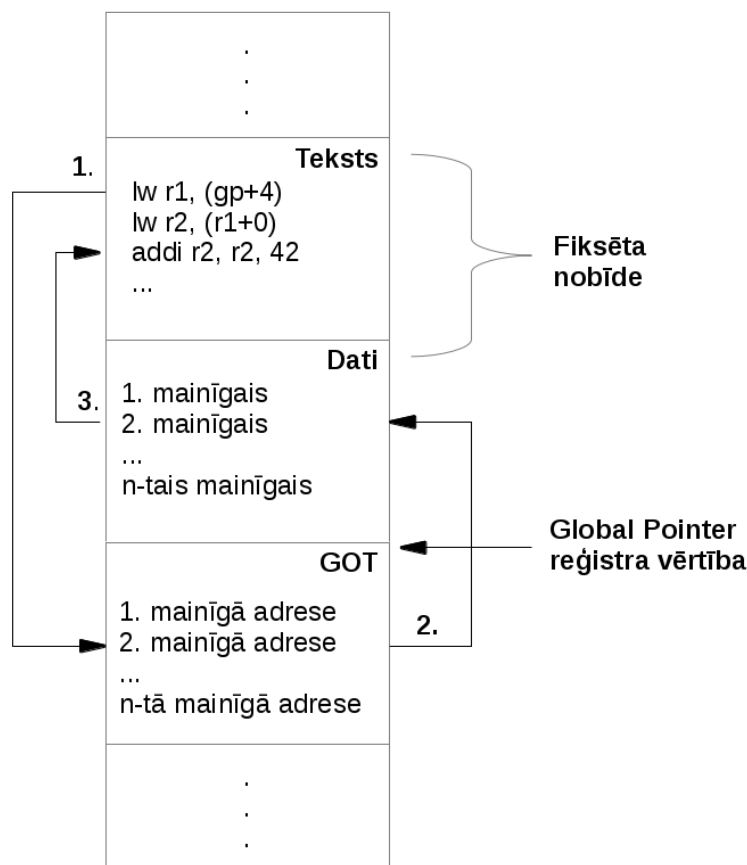 .
.
.
1.
Teksts
lw r1, (gp+4)
lw r2, (r1+0)
addi r2, r2, 42
...
Fiksēta
nobīde
Dati
3.
1. mainīgais
2. mainīgais
...
n-tais mainīgais
Global Pointer
reģistra vērtība
GOT
1. mainīgā adrese
2. mainīgā adrese
2.
...
n-tā mainīgā adrese
.
.
.